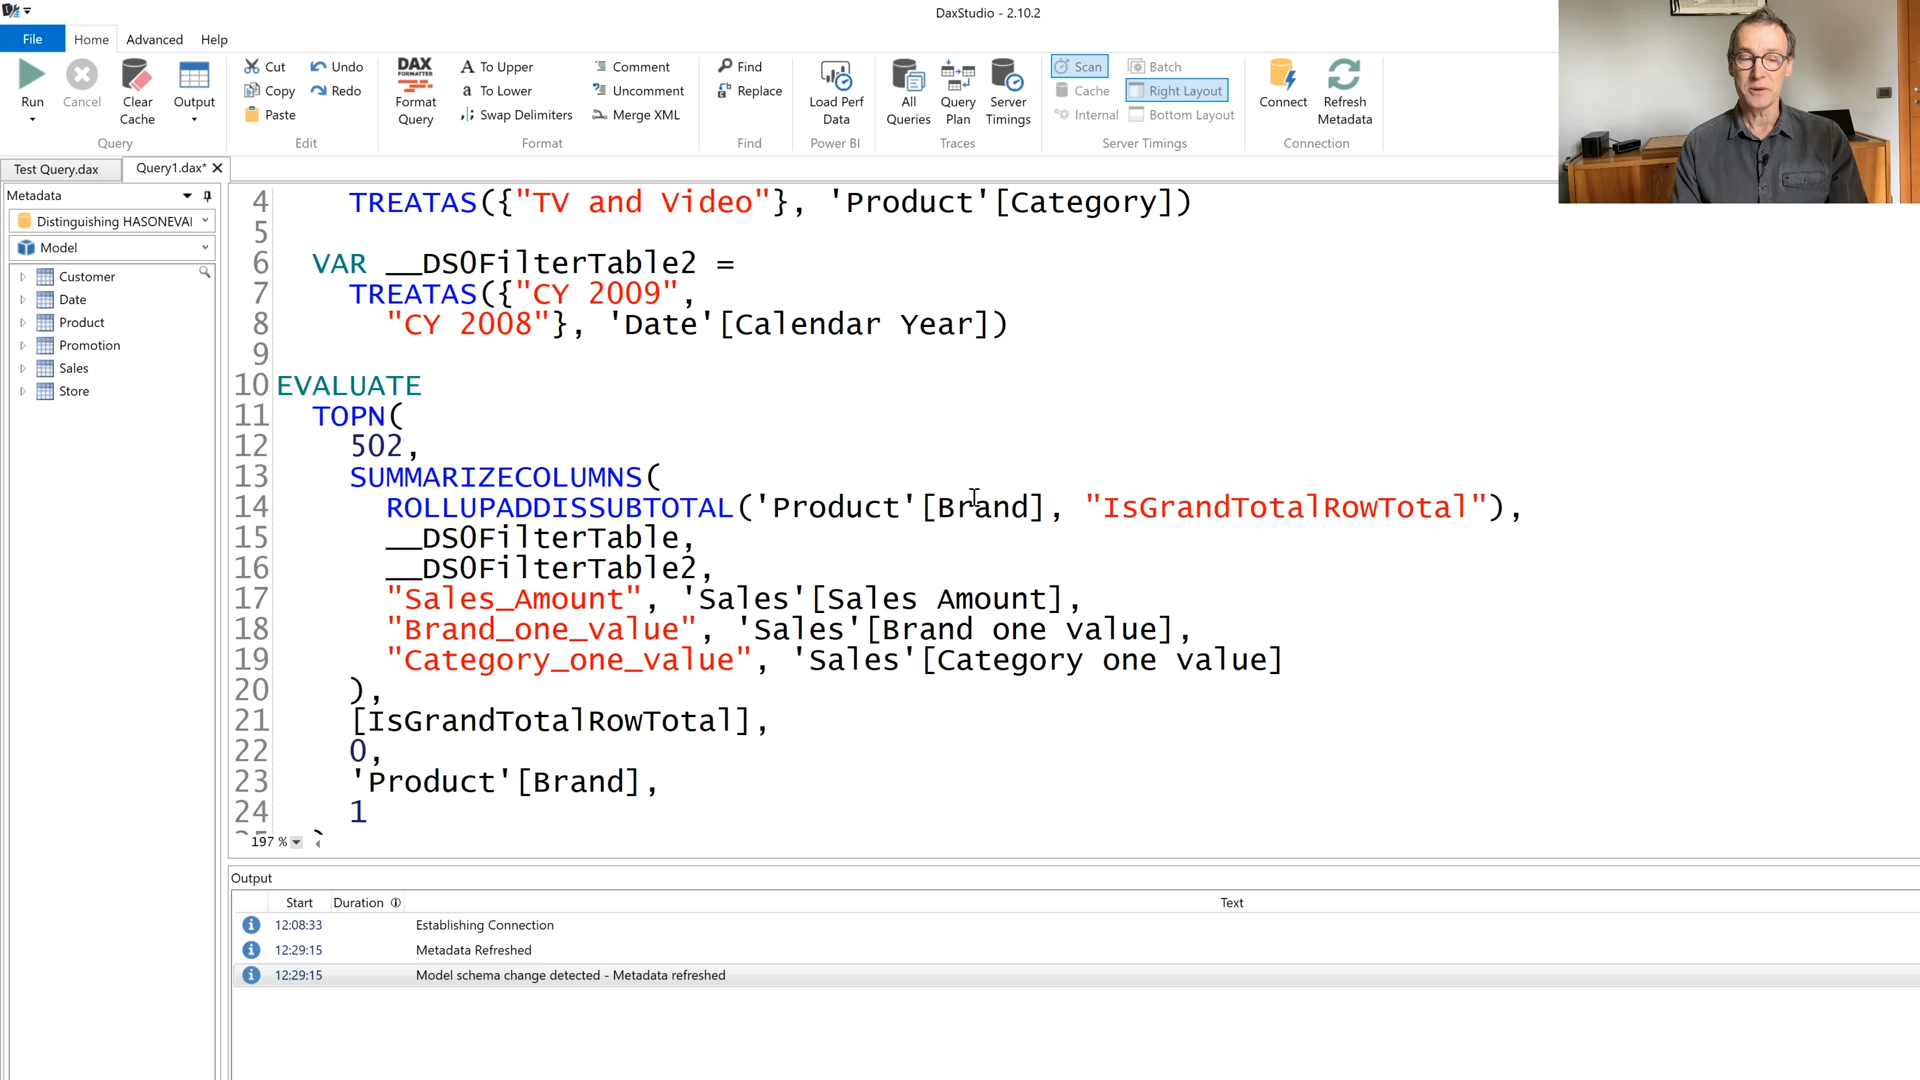 DaxStudio - 2.10.2
File Home Advanced Help
Run
Cancel
Clear Cache
Output
Query
Cut
Copy
Paste
Undo
Redo
Edit
DAX FORMATTER
Format Query
To Upper
To Lower
Swap Delimiters
Comment
Uncomment
Merge XML
Format
Find
Replace
Find
Load Perf Data
Power BI
All Queries
Query Plan
Server Timings
Traces
Scan
Cache
Internal
Batch
Right Layout
Bottom Layout
Server Timings
Connect
Refresh Metadata
Connection
Test Query.dax
Query1.dax*
Metadata
Distinguishing HASONEVAI
Model
Customer
Date
Product
Promotion
Sales
Store
4 TREATAS({"TV and Video"}, 'Product'[Category])
5
6 VAR __DS0FilterTable2 =
7 TREATAS({"CY 2009",
8 "CY 2008"}, 'Date'[Calendar Year])
9
10 EVALUATE
11 TOPN(
12 502,
13 SUMMARIZECOLUMNS(
14 ROLLUPADDISSUBTOTAL('Product'[Brand], "IsGrandTotalRowTotal"),
15 __DS0FilterTable,
16 __DS0FilterTable2,
17 "Sales_Amount", 'Sales'[Sales Amount],
18 "Brand_one_value", 'Sales'[Brand one value],
19 "Category_one_value", 'Sales'[Category one value]
20 ),
21 [IsGrandTotalRowTotal],
22 0,
23 'Product'[Brand],
24 1
197 %
Output
Start Duration Text
12:08:33 Establishing Connection
12:29:15 Metadata Refreshed
12:29:15 Model schema change detected - Metadata refreshed